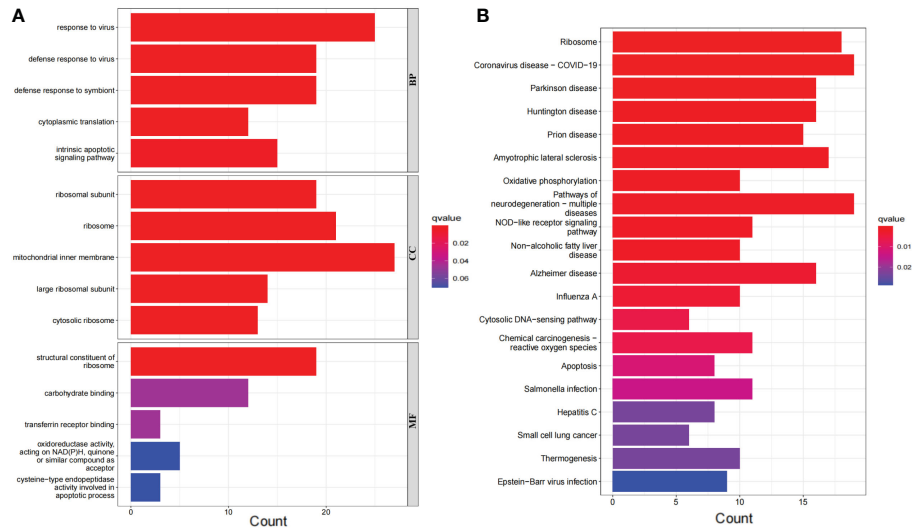 A
response to virus
defense response to virus
defense response to symbiont
cytoplasmic translation
intrinsic apoptotic
signaling pathway
BP
ribosomal subunit
ribosome
mitochondrial inner membrane
large ribosomal subunit
cytosolic ribosome
CC
structural constituent of
ribosome
carbohydrate binding
transferrin receptor binding
oxidoreductase activity,
acting on NAD(P)H, quinone
or similar compound as
acceptor
cysteine−type endopeptidase
activity involved in
apoptotic process
MF
0
10
20
Count
qvalue
0.02
0.04
0.06
B
Ribosome
Coronavirus disease − COVID−19
Parkinson disease
Huntington disease
Prion disease
Amyotrophic lateral sclerosis
Oxidative phosphorylation
Pathways of
neurodegeneration − multiple
diseases
NOD−like receptor signaling
pathway
Non−alcoholic fatty liver
disease
Alzheimer disease
Influenza A
Cytosolic DNA−sensing pathway
Chemical carcinogenesis −
reactive oxygen species
Apoptosis
Salmonella infection
Hepatitis C
Small cell lung cancer
Thermogenesis
Epstein−Barr virus infection
0
5
10
15
Count
qvalue
0.01
0.02